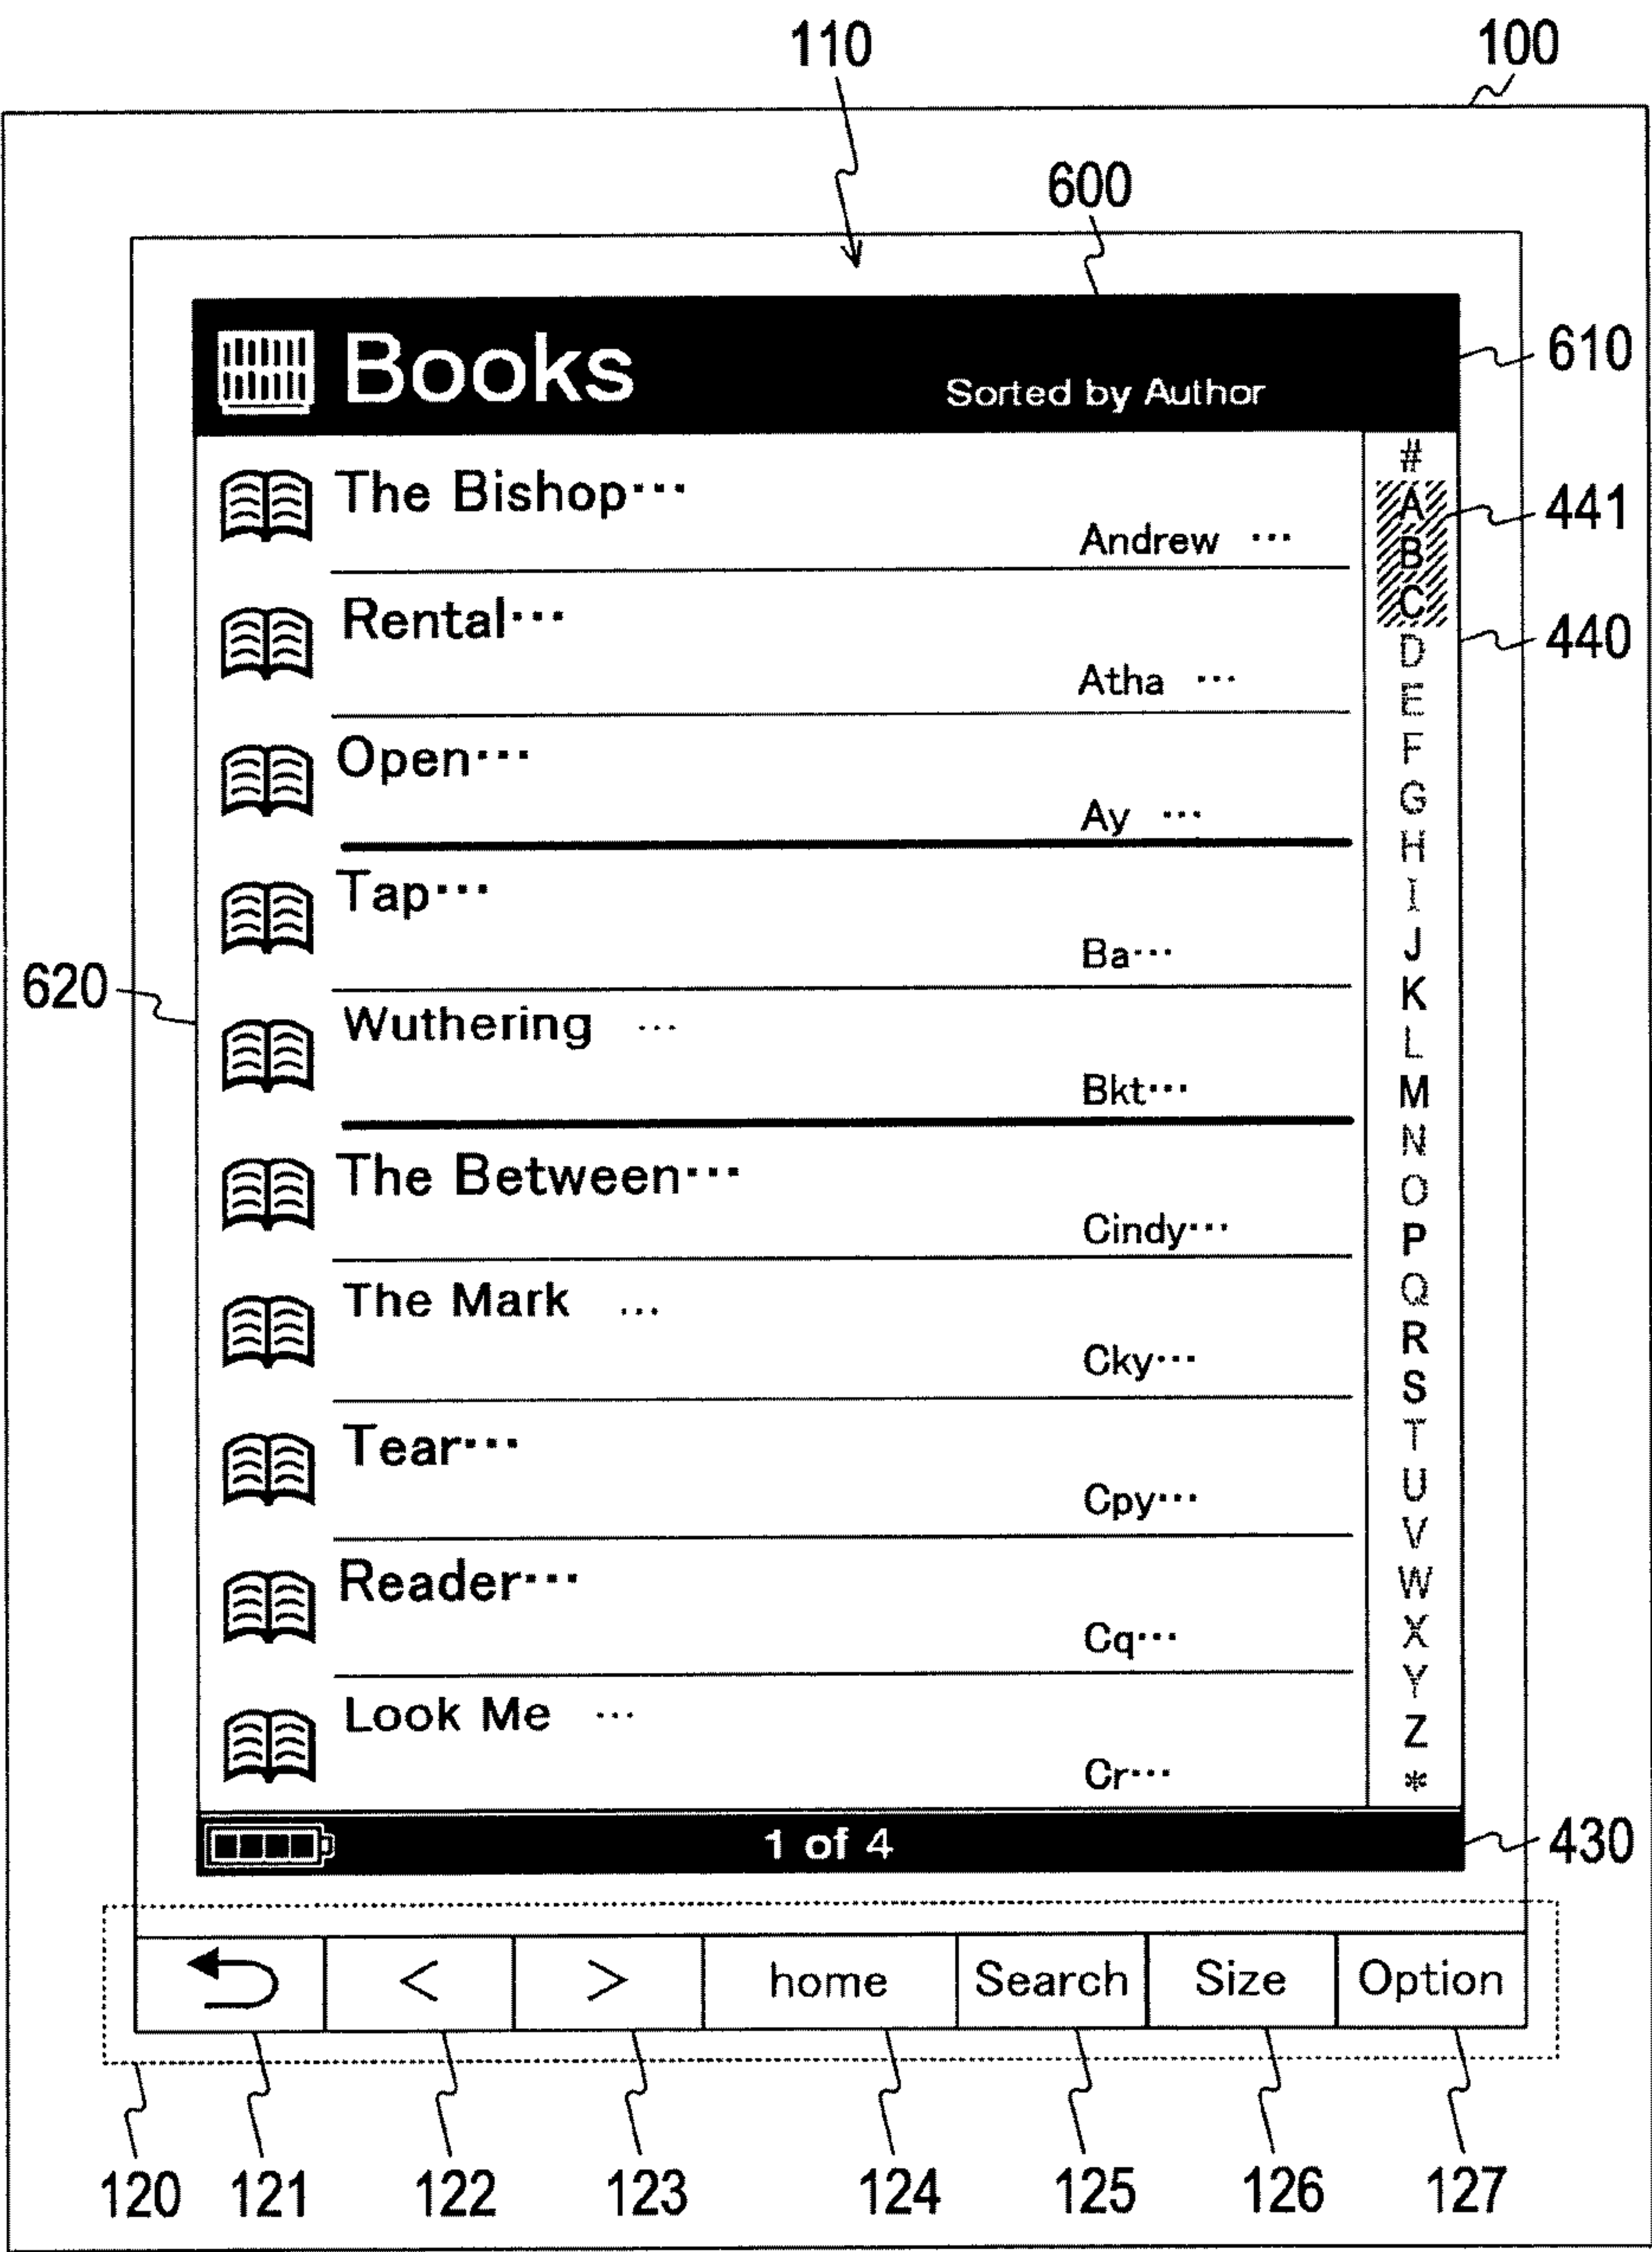 110
100
600
Books
Sorted by Author
610
The Bishop…
Andrew …
Rental…
Atha …
Open…
Ay …
Tap…
Ba…
Wuthering …
Bkt…
The Between…
Cindy…
The Mark …
Cky…
Tear…
Cpy…
Reader…
Cq…
Look Me …
Cr…
#
A
B
C
D
E
F
G
H
I
J
K
L
M
N
O
P
Q
R
S
T
U
V
W
X
Y
Z
*
441
440
620
1 of 4
430
<
>
home
Search
Size
Option
120 121 122 123 124 125 126 127